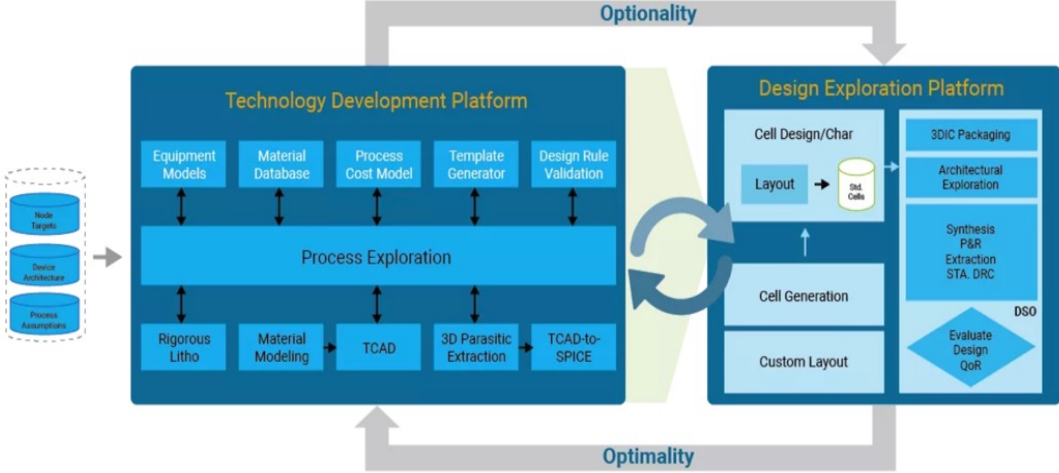 Optionality
Technology Development Platform
Equipment
Models
Material
Database
Process
Cost Model
Template
Generator
Design Rule
Validation
Node
Targets
Device
Architecture
Process
Assumptions
Process Exploration
Rigorous
Litho
Material
Modeling
TCAD
3D Parasitic
Extraction
TCAD-to-
SPICE
Design Exploration Platform
Cell Design/Char
Layout
Std.
Cells
Cell Generation
Custom Layout
3DIC Packaging
Architectural
Exploration
Synthesis
P&R
Extraction
STA. DRC
DSO
Evaluate
Design
QoR
Optimality